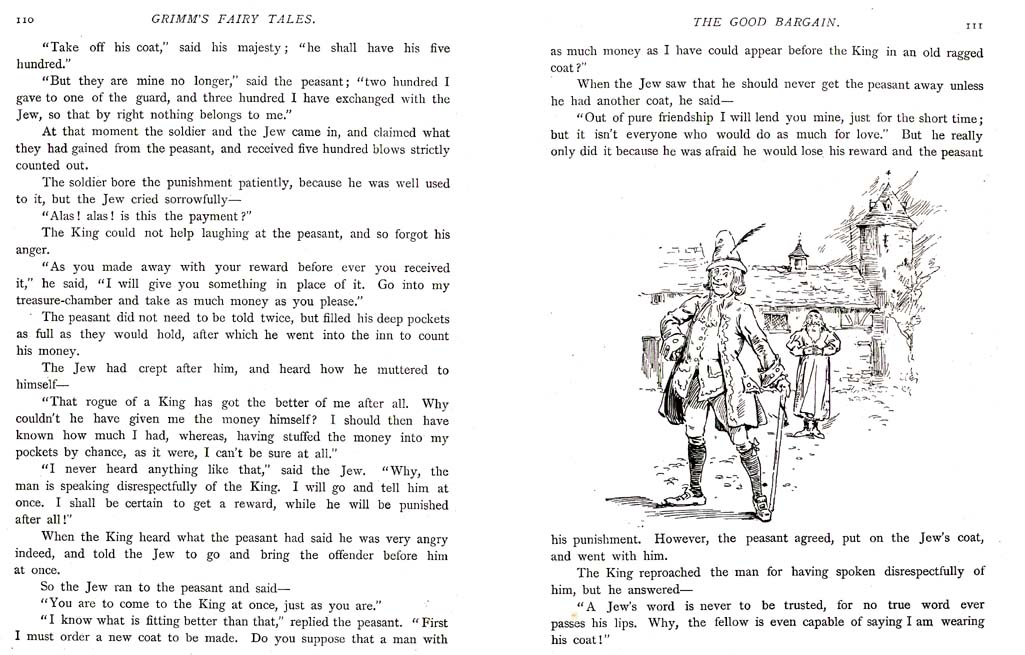 110
GRIMM'S FAIRY TALES.
"Take off his coat," said his majesty; "he shall have his five
hundred."
"But they are mine no longer," said the peasant; "two hundred I
gave to one of the guard, and three hundred I have exchanged with the
Jew, so that by right nothing belongs to me."
At that moment the soldier and the Jew came in, and claimed what
they had gained from the peasant, and received five hundred blows strictly
counted out.
The soldier bore the punishment patiently, because he was well used
to it, but the Jew cried sorrowfully—
"Alas! alas! is this the payment?"
The King could not help laughing at the peasant, and so forgot his
anger.
"As you made away with your reward before ever you received
it," he said, "I will give you something in place of it. Go into my
treasure-chamber and take as much money as you please."
The peasant did not need to be told twice, but filled his deep pockets
as full as they would hold, after which he went into the inn to count
his money.
The Jew had crept after him, and heard how he muttered to
himself—
"That rogue of a King has got the better of me after all. Why
couldn't he have given me the money himself? I should then have
known how much I had, whereas, having stuffed the money into my
pockets by chance, as it were, I can't be sure at all."
"I never heard anything like that," said the Jew. "Why, the
man is speaking disrespectfully of the King. I will go and tell him at
once. I shall be certain to get a reward, while he will be punished
after all!"
When the King heard what the peasant had said he was very angry
indeed, and told the Jew to go and bring the offender before him
at once.
So the Jew ran to the peasant and said—
"You are to come to the King at once, just as you are."
"I know what is fitting better than that," replied the peasant. "First
I must order a new coat to be made. Do you suppose that a man with
THE GOOD BARGAIN.
111
as much money as I have could appear before the King in an old ragged
coat?"
When the Jew saw that he should never get the peasant away unless
he had another coat, he said—
"Out of pure friendship I will lend you mine, just for the short time;
but it isn't everyone who would do as much for love." But he really
only did it because he was afraid he would lose his reward and the peasant
his punishment. However, the peasant agreed, put on the Jew's coat,
and went with him.
The King reproached the man for having spoken disrespectfully of
him, but he answered—
"A Jew's word is never to be trusted, for no true word ever
passes his lips. Why, the fellow is even capable of saying I am wearing
his coat!"